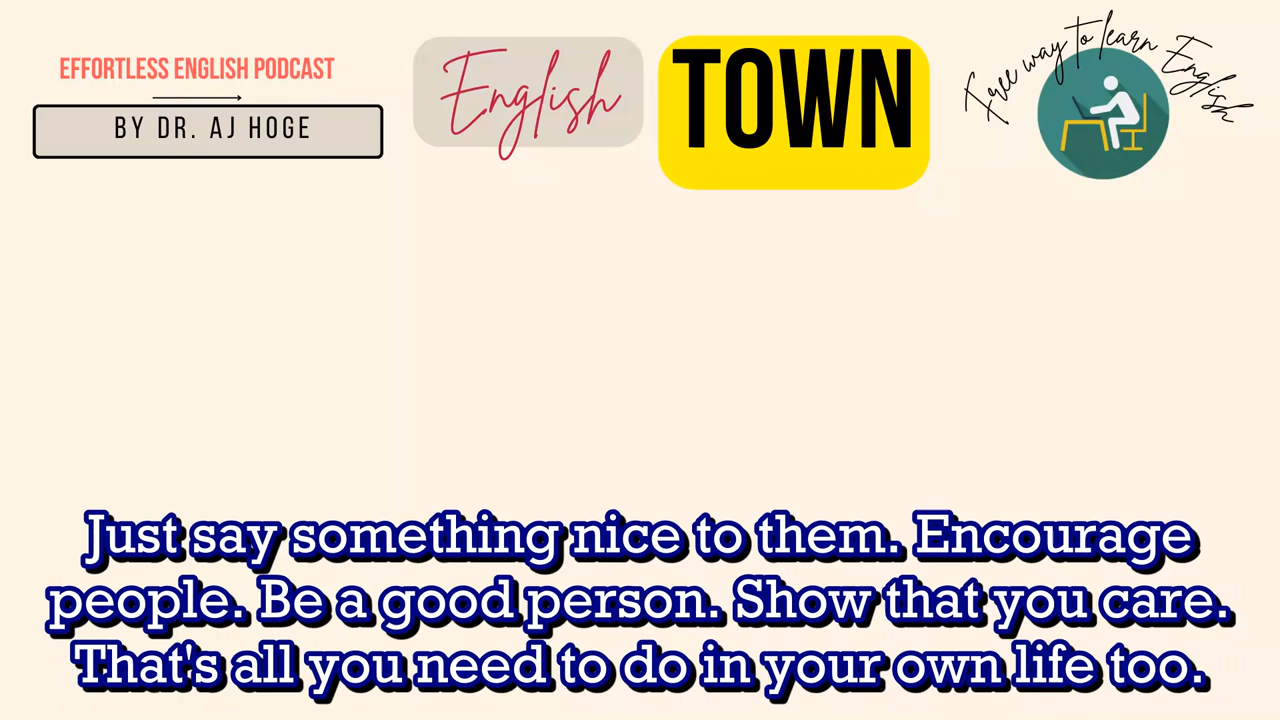 EFFORTLESS ENGLISH PODCAST
BY DR. AJ HOGE
English
TOWN
Free way to learn English
Just say something nice to them. Encourage
people. Be a good person. Show that you care.
That's all you need to do in your own life too.